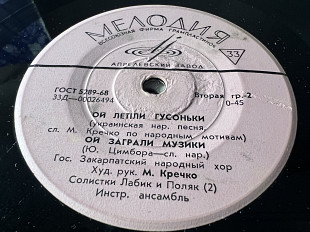 МЕЛОДИЯ
ВСЕСОЮЗНАЯ ФИРМА ГРАМПЛАСТИНОК
33
АПРЕЛЕВСКИЙ ЗАВОД
ГОСТ 5289-68
33Д—00026494
Вторая гр.-2
0-45
ОЙ ЛЕТІЛИ ГУСОНЬКИ
(украинская нар. песня,
сл. М. Кречко по народным мотивам)
ОЙ ЗАГРАЛИ МУЗИКИ
(Ю. Цимбора—сл. нар.)
Гос. Закарпатский народный хор
Худ. рук. М. Кречко
Солистки Лабик и Поляк (2)
Инстр. ансамбль